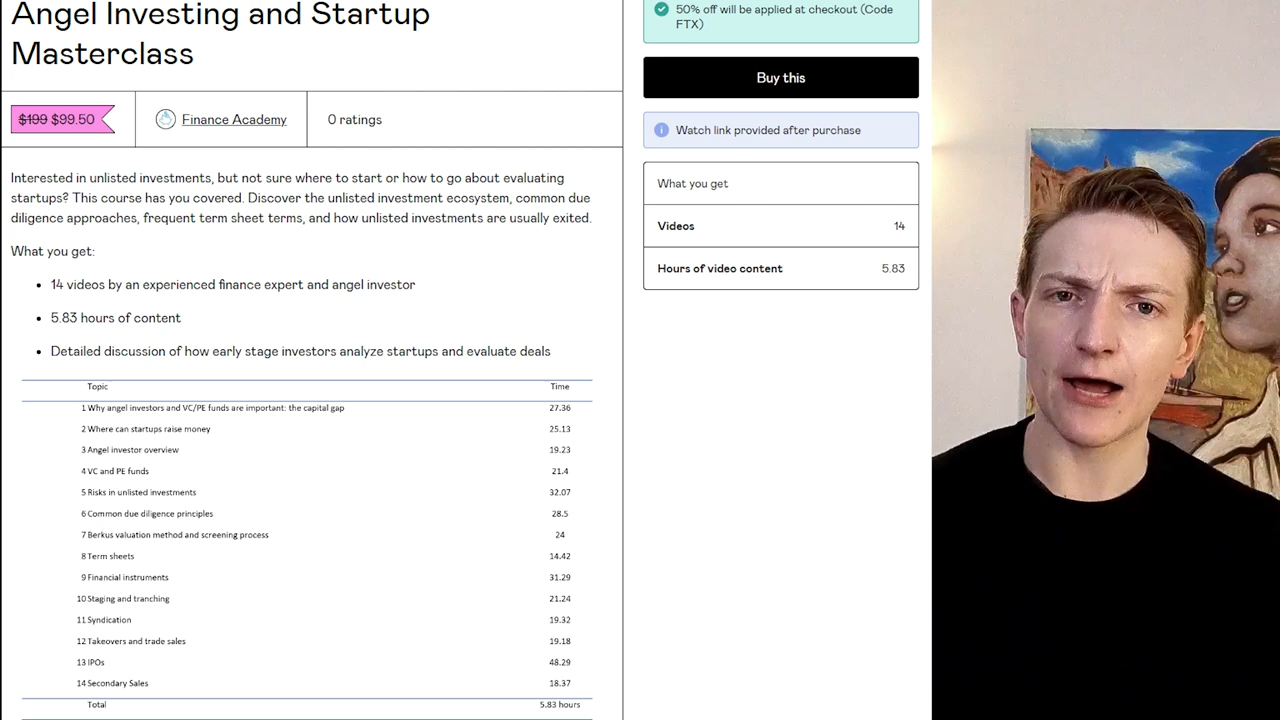 Angel Investing and Startup
Masterclass
$199 $99.50
Finance Academy
0 ratings
Interested in unlisted investments, but not sure where to start or how to go about evaluating
startups? This course has you covered. Discover the unlisted investment ecosystem, common due
diligence approaches, frequent term sheet terms, and how unlisted investments are usually exited.
What you get:
• 14 videos by an experienced finance expert and angel investor
• 5.83 hours of content
• Detailed discussion of how early stage investors analyze startups and evaluate deals
Topic Time
1 Why angel investors and VC/PE funds are important: the capital gap 27.36
2 Where can startups raise money 25.13
3 Angel investor overview 19.23
4 VC and PE funds 21.4
5 Risks in unlisted investments 32.07
6 Common due diligence principles 28.5
7 Berkus valuation method and screening process 24
8 Term sheets 14.42
9 Financial instruments 31.29
10 Staging and tranching 21.24
11 Syndication 19.32
12 Takeovers and trade sales 19.18
13 IPOs 48.29
14 Secondary Sales 18.37
Total 5.83 hours
50% off will be applied at checkout (Code
FTX)
Buy this
Watch link provided after purchase
What you get
Videos 14
Hours of video content 5.83